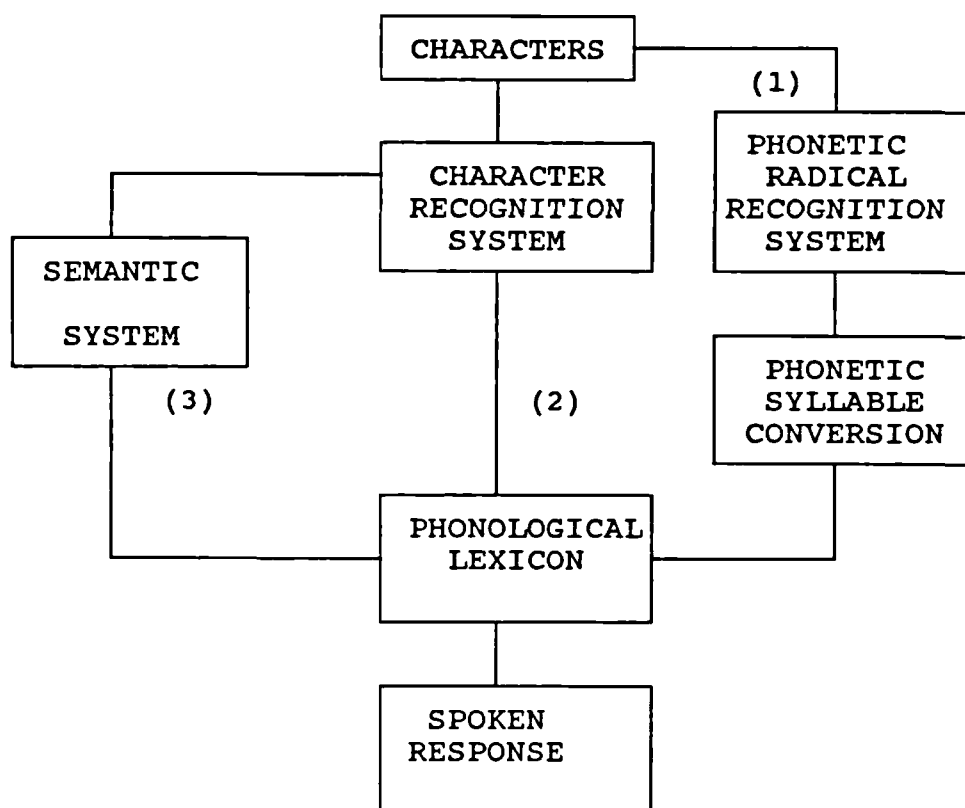 CHARACTERS
(1)
PHONETIC
RADICAL
RECOGNITION
SYSTEM
CHARACTER
RECOGNITION
SYSTEM
SEMANTIC
SYSTEM
PHONETIC
SYLLABLE
CONVERSION
(3)
(2)
PHONOLOGICAL
LEXICON
SPOKEN
RESPONSE